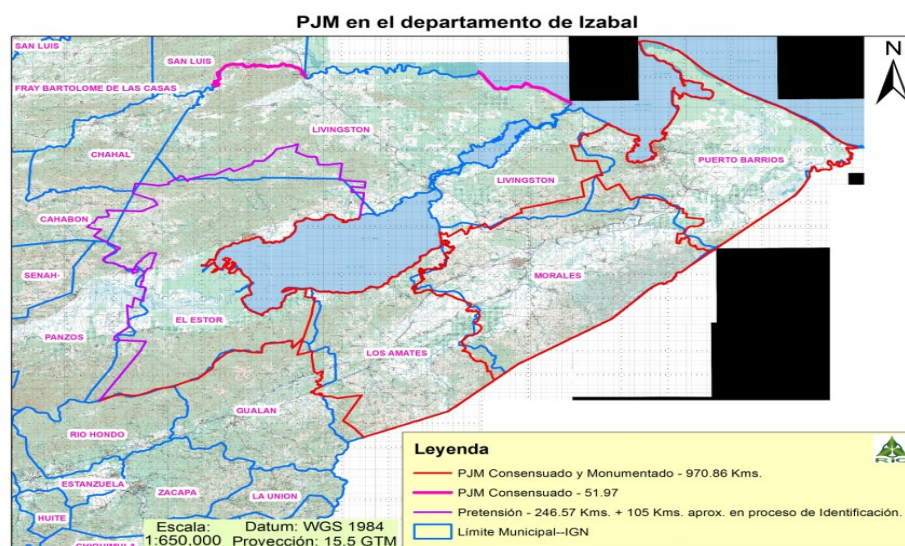 PJM en el departamento de Izabal
SAN LUIS
SAN LUIS
N
FRAY BARTOLOME DE LAS CASAS
LIVINGSTON
CHAHAL
PUERTO BARRIOS
LIVINGSTON
CAHABON
SENAH-
MORALES
EL ESTOR
PANZOS
LOS AMATES
GUALAN
RIO HONDO
Leyenda
RIC
PJM Consensuado y Monumentado - 970.86 Kms.
ESTANZUELA
ZACAPA
LA UNION
PJM Consensuado - 51.97
Pretensión - 246.57 Kms. + 105 Kms. aprox. en proceso de Identificación.
HUITE
Escala: Datum: WGS 1984
Límite Municipal--IGN
1:650,000 Proyección: 15.5 GTM
CHIQUIMULA